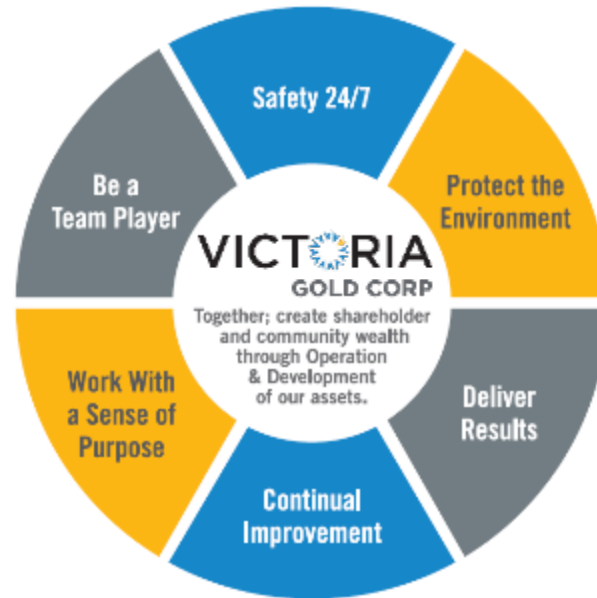 Safety 24/7
Protect the
Environment
Deliver
Results
Continual
Improvement
Work With
a Sense of
Purpose
Be a
Team Player
VICTORIA
GOLD CORP
Together; create shareholder
and community wealth
through Operation
& Development
of our assets.